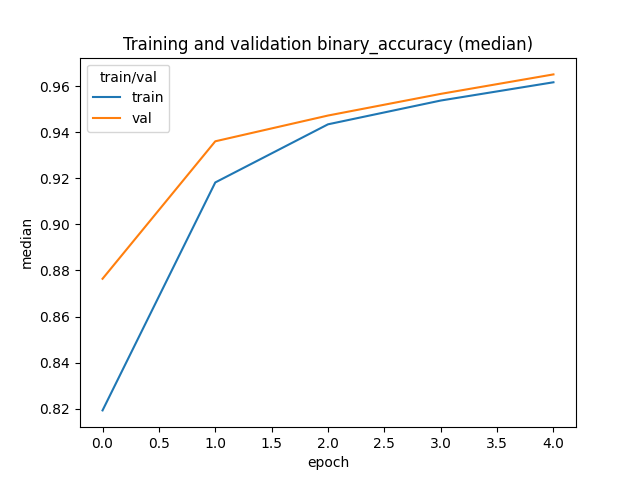 Training and validation binary_accuracy (median)
train/val
train
val
0.96
0.94
0.92
0.90
0.88
0.86
0.84
0.82
median
0.0 0.5 1.0 1.5 2.0 2.5 3.0 3.5 4.0
epoch